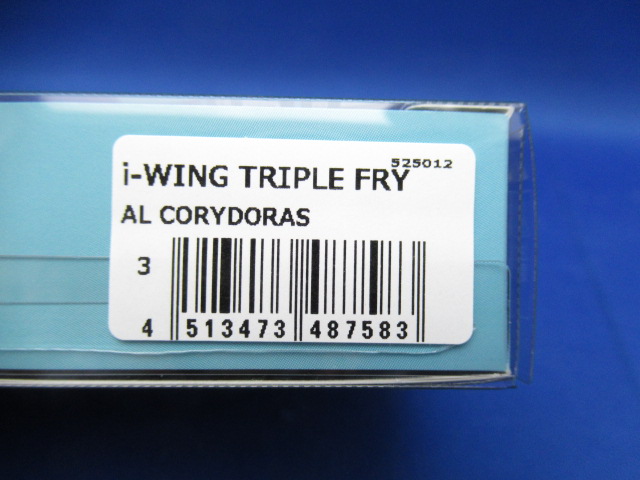 525012
i-WING TRIPLE FRY
AL CORYDORAS
3
4 513473 487583